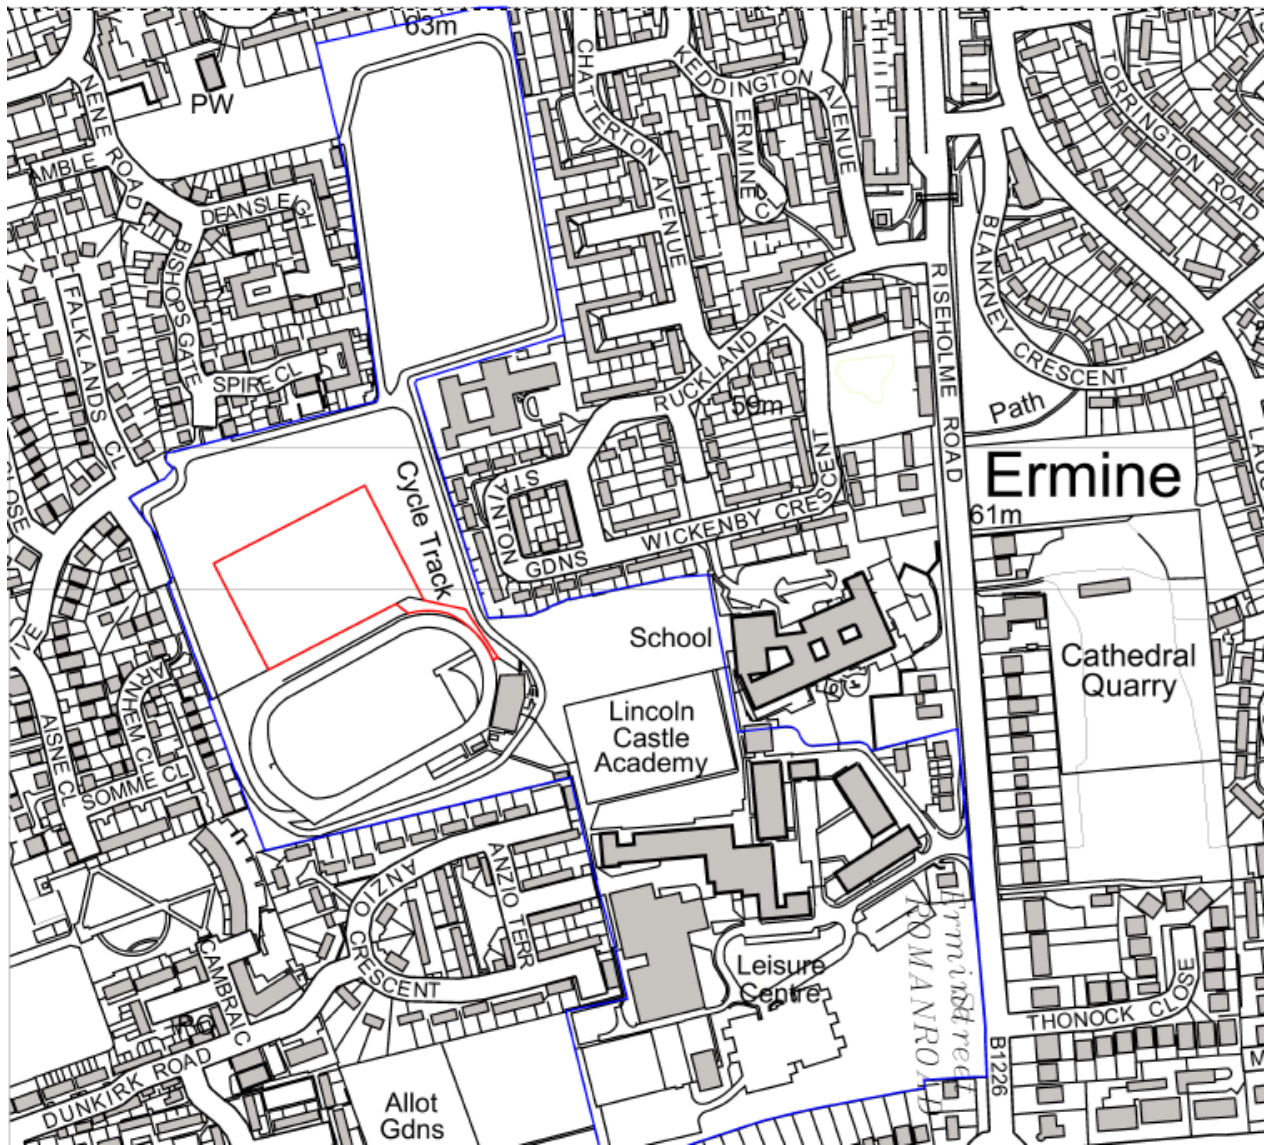 63m
PW
NENE ROAD
AMBLE
DEANSLEIGH
BISHOPS GATE
FALKLANDS CL
SPIRE CL
CHATTERTON AVENUE
KEDDINGTON AVENUE
ERMINE
TORRINGTON ROAD
BLANKNEY CRESCENT
RISEHOLME ROAD
RUCKLAND AVENUE
59m
Path
Ermine
61m
Cycle Track
STAINTON
GDNS
WICKENBY CRESCENT
School
Lincoln
Castle
Academy
Cathedral
Quarry
ARNHEM CL
AISNE CL
SOMME CL
ANZIO CRESCENT
ANZIO TERR
CAMBRAI C
DUNKIRK ROAD
Leisure
Centre
Ermine Street
ROMAN ROAD
THONOCK CLOSE
B1226
Allot
Gdns